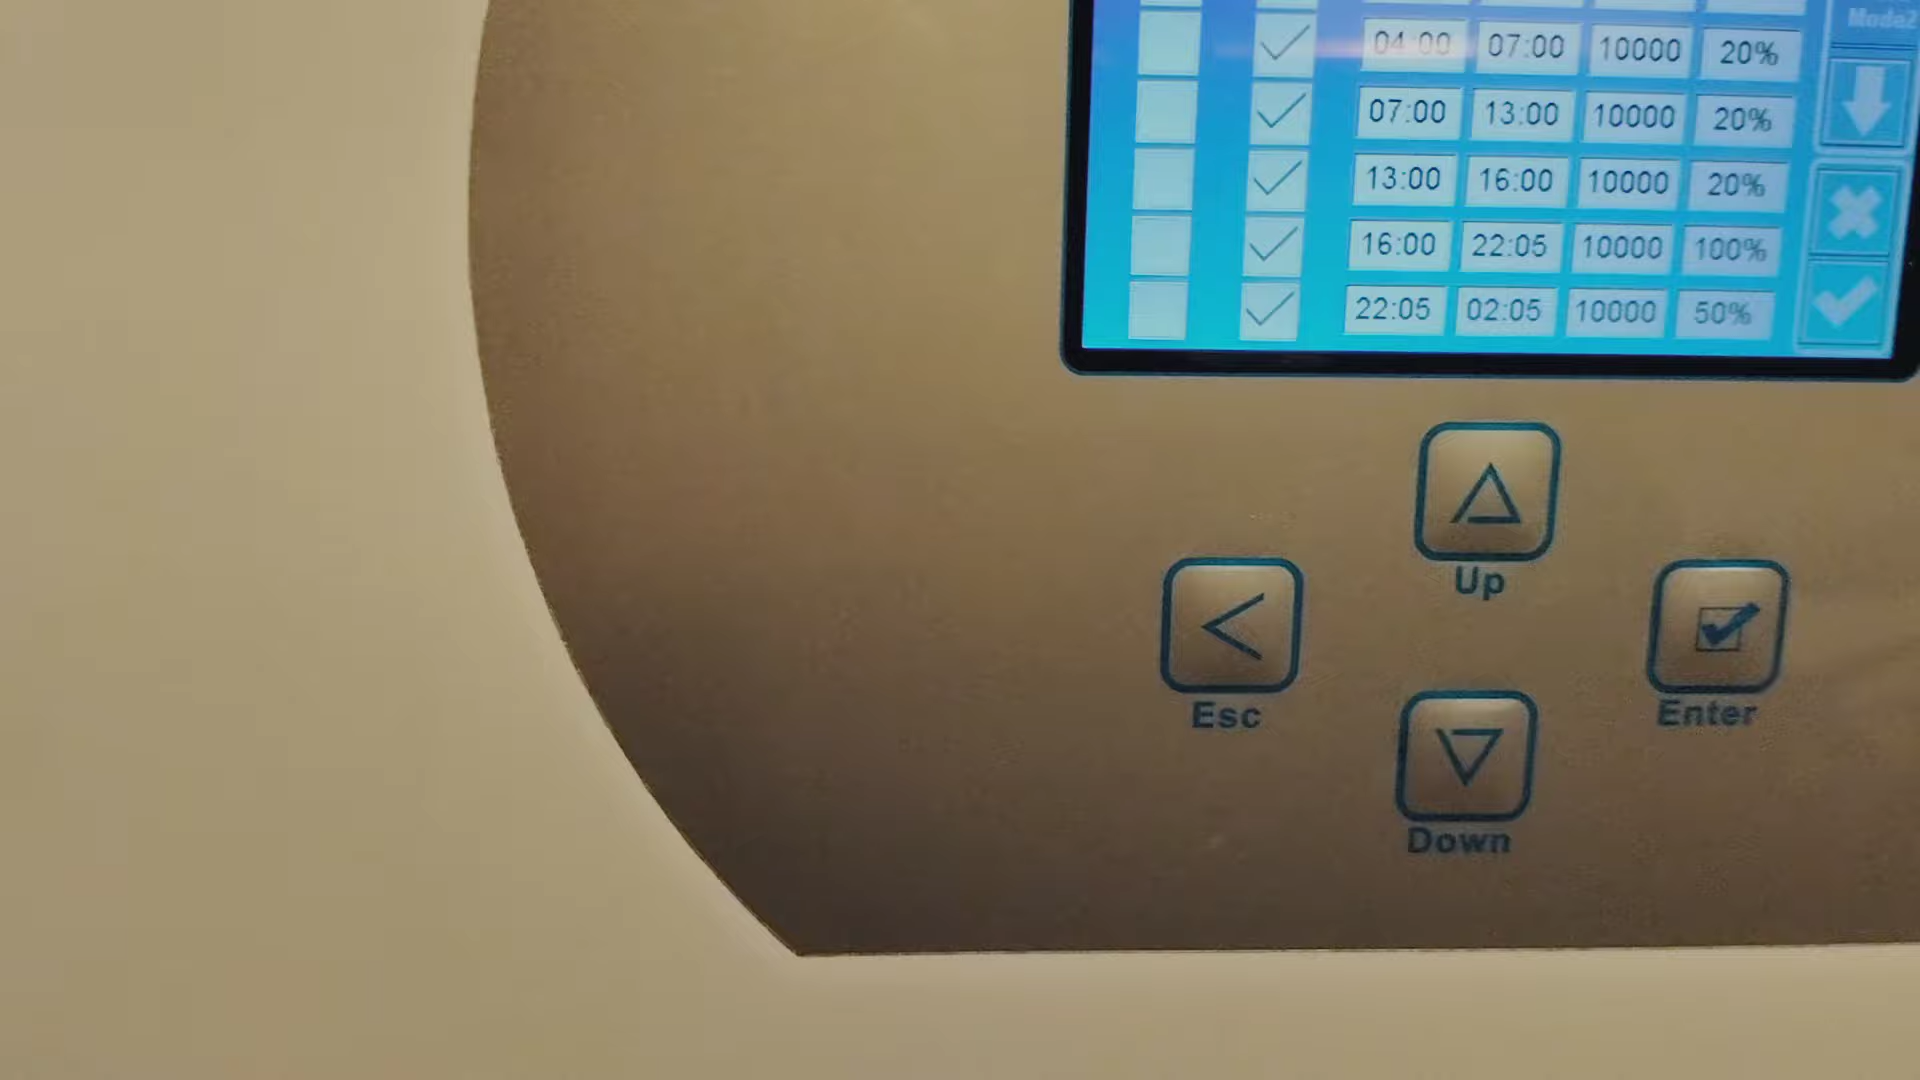 Mode2
04:00 07:00 10000 20%
07:00 13:00 10000 20%
13:00 16:00 10000 20%
16:00 22:05 10000 100%
22:05 02:05 10000 50%
Up
Esc
Enter
Down